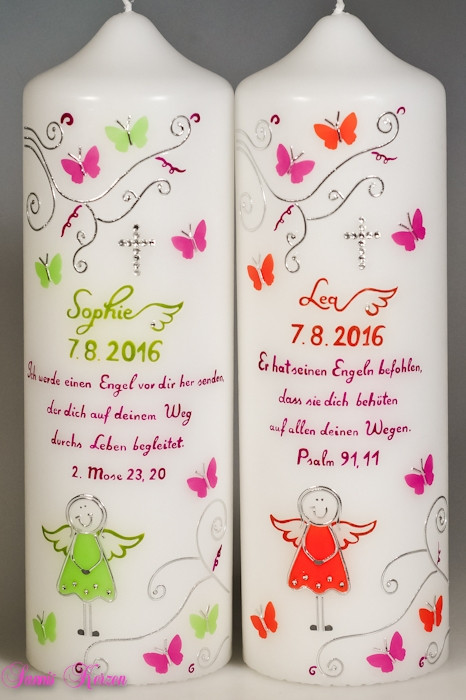 Sophie
7.8.2016
Ich werde einen Engel vor dir her senden,
der dich auf deinem Weg
durchs Leben begleitet.
2. Mose 23, 20
Lea
7.8.2016
Er hat seinen Engeln befohlen,
dass sie dich behüten
auf allen deinen Wegen.
Psalm 91, 11